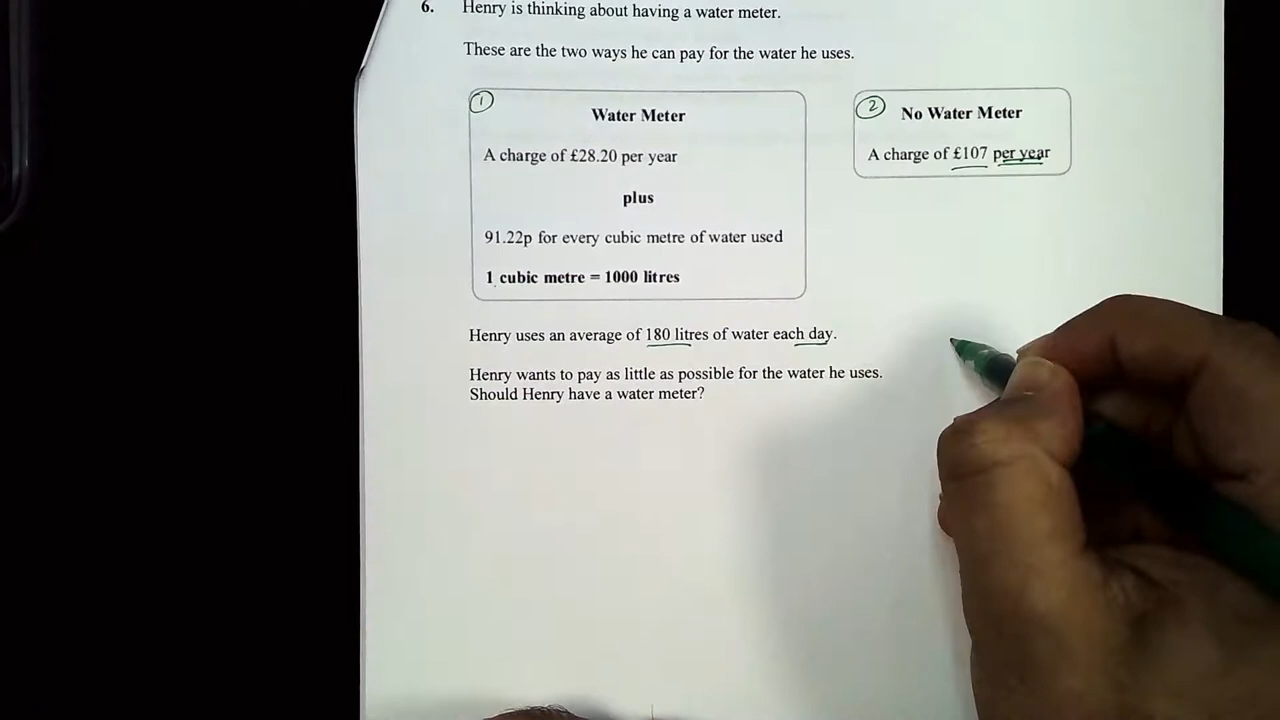 6. Henry is thinking about having a water meter.
These are the two ways he can pay for the water he uses.
1
Water Meter
A charge of £28.20 per year
plus
91.22p for every cubic metre of water used
1 cubic metre = 1000 litres
2
No Water Meter
A charge of £107 per year
Henry uses an average of 180 litres of water each day.
Henry wants to pay as little as possible for the water he uses.
Should Henry have a water meter?